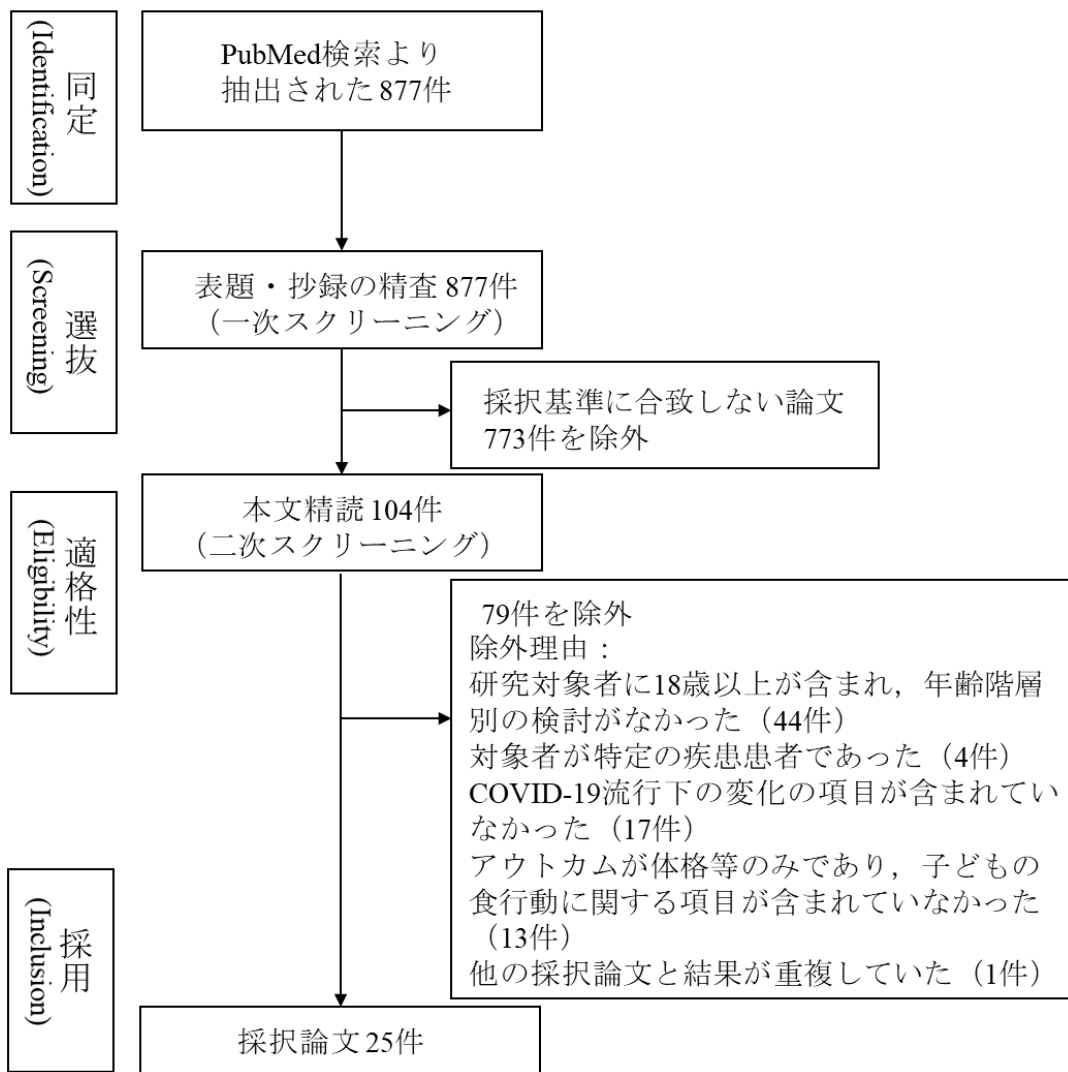 同定
(Identification)
PubMed検索より
抽出された877件
選抜
(Screening)
表題・抄録の精査 877件
（一次スクリーニング）
採択基準に合致しない論文
773件を除外
適格性
(Eligibility)
本文精読 104件
（二次スクリーニング）
79件を除外
除外理由：
研究対象者に18歳以上が含まれ，年齢階層
別の検討がなかった（44件）
対象者が特定の疾患患者であった（4件）
COVID-19流行下の変化の項目が含まれてい
なかった（17件）
アウトカムが体格等のみであり，子どもの
食行動に関する項目が含まれていなかった
（13件）
他の採択論文と結果が重複していた（1件）
採用
(Inclusion)
採択論文 25件